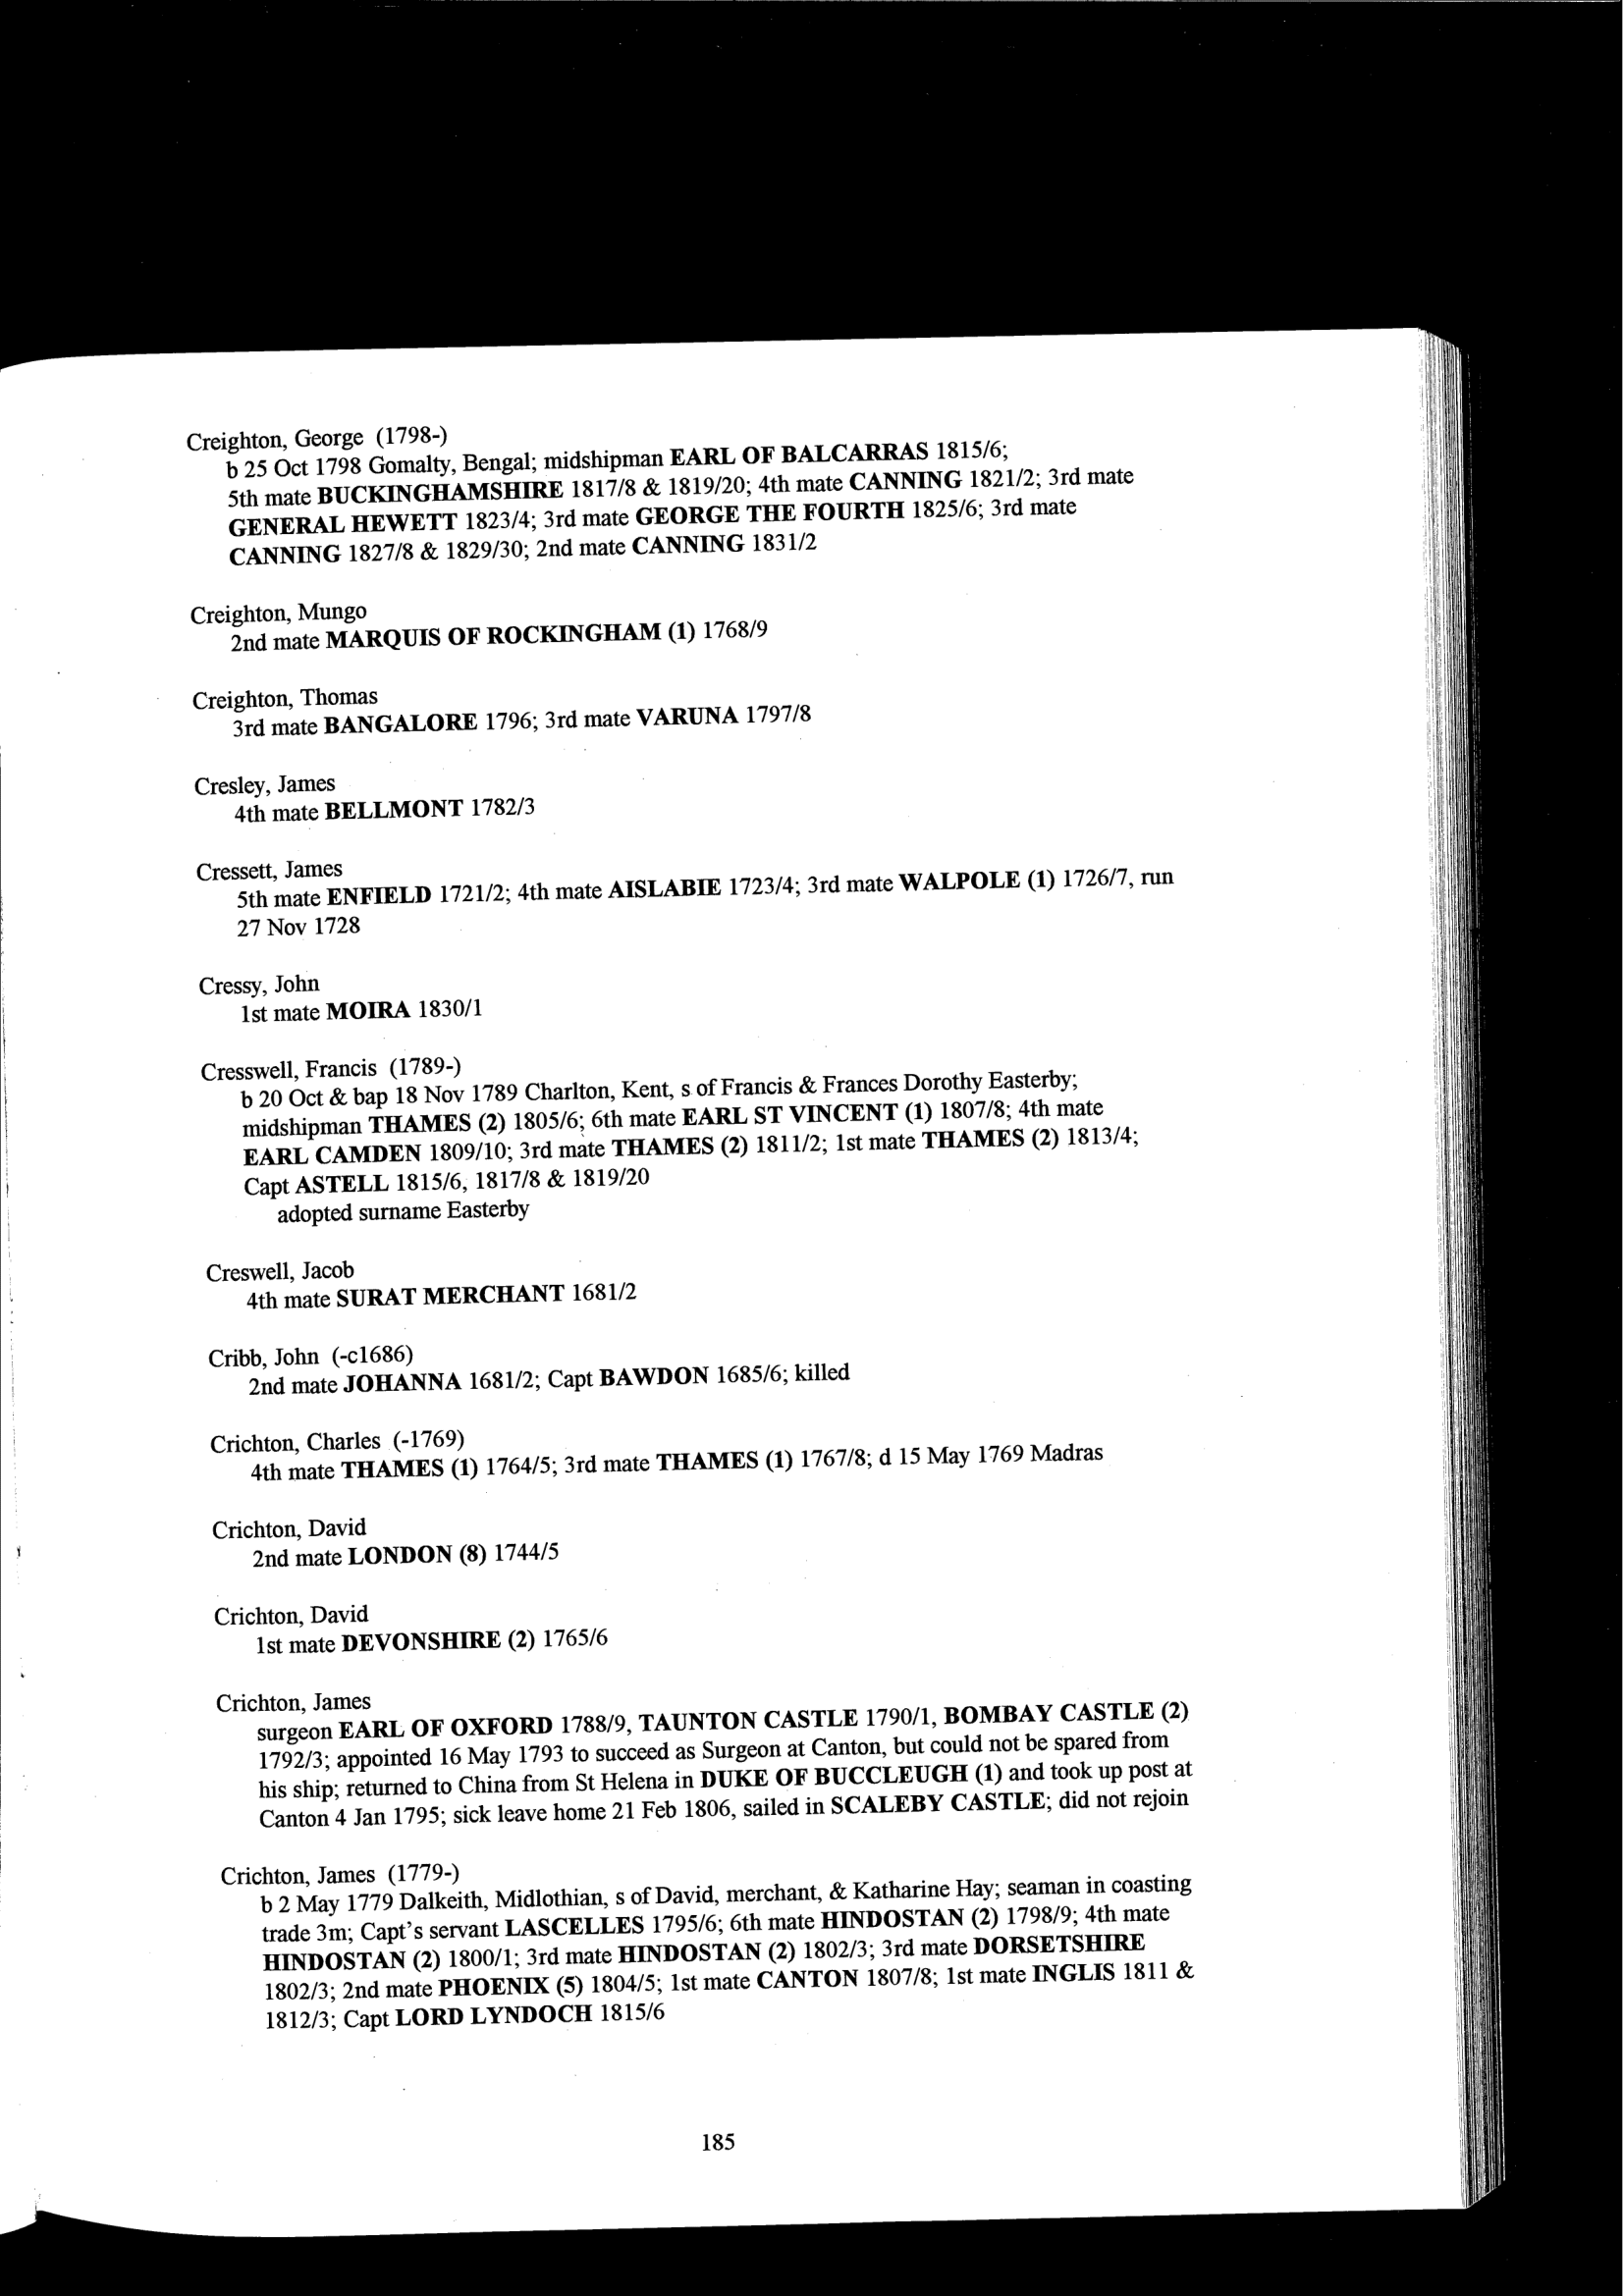 Creighton, George (1798-)
b 25 Oct 1798 Gomalty, Bengal; midshipman EARL OF BALCARRAS 1815/6;
5th mate BUCKINGHAMSHIRE 1817/8 & 1819/20; 4th mate CANNING 1821/2; 3rd mate
GENERAL HEWETT 1823/4; 3rd mate GEORGE THE FOURTH 1825/6; 3rd mate
CANNING 1827/8 & 1829/30; 2nd mate CANNING 1831/2
Creighton, Mungo
2nd mate MARQUIS OF ROCKINGHAM (1) 1768/9
Creighton, Thomas
3rd mate BANGALORE 1796; 3rd mate VARUNA 1797/8
Cresley, James
4th mate BELLMONT 1782/3
Cressett, James
5th mate ENFIELD 1721/2; 4th mate AISLABIE 1723/4; 3rd mate WALPOLE (1) 1726/7, run
27 Nov 1728
Cressy, John
1st mate MOIRA 1830/1
Cresswell, Francis (1789-)
b 20 Oct & bap 18 Nov 1789 Charlton, Kent, s of Francis & Frances Dorothy Easterby;
midshipman THAMES (2) 1805/6; 6th mate EARL ST VINCENT (1) 1807/8; 4th mate
EARL CAMDEN 1809/10; 3rd mate THAMES (2) 1811/2; 1st mate THAMES (2) 1813/4;
Capt ASTELL 1815/6, 1817/8 & 1819/20
adopted surname Easterby
Creswell, Jacob
4th mate SURAT MERCHANT 1681/2
Cribb, John (-c1686)
2nd mate JOHANNA 1681/2; Capt BAWDON 1685/6; killed
Crichton, Charles (-1769)
4th mate THAMES (1) 1764/5; 3rd mate THAMES (1) 1767/8; d 15 May 1769 Madras
Crichton, David
2nd mate LONDON (8) 1744/5
Crichton, David
1st mate DEVONSHIRE (2) 1765/6
Crichton, James
surgeon EARL OF OXFORD 1788/9, TAUNTON CASTLE 1790/1, BOMBAY CASTLE (2)
1792/3; appointed 16 May 1793 to succeed as Surgeon at Canton, but could not be spared from
his ship; returned to China from St Helena in DUKE OF BUCCLEUGH (1) and took up post at
Canton 4 Jan 1795; sick leave home 21 Feb 1806, sailed in SCALEBY CASTLE; did not rejoin
Crichton, James (1779-)
b 2 May 1779 Dalkeith, Midlothian, s of David, merchant, & Katharine Hay; seaman in coasting
trade 3m; Capt's servant LASCELLES 1795/6; 6th mate HINDOSTAN (2) 1798/9; 4th mate
HINDOSTAN (2) 1800/1; 3rd mate HINDOSTAN (2) 1802/3; 3rd mate DORSETSHIRE
1802/3; 2nd mate PHOENIX (5) 1804/5; 1st mate CANTON 1807/8; 1st mate INGLIS 1811 &
1812/3; Capt LORD LYNDOCH 1815/6
185